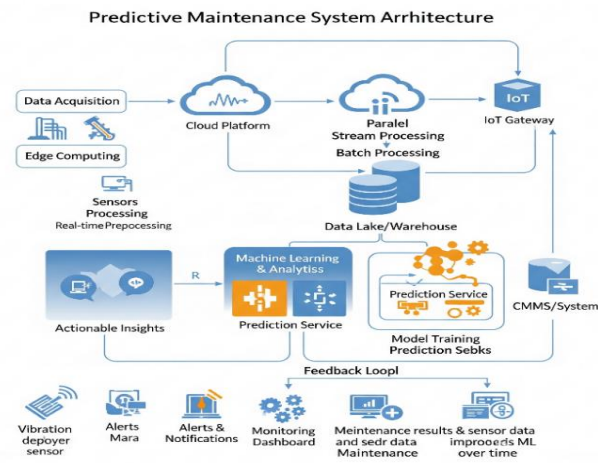 Predictive Maintenance System Arrhitecture
Data Acquisition
Edge Computing
Sensors
Processing
Real-time Prepocessing
Cloud Platform
Paralel
Stream Processing
Batch Processing
IoT
IoT Gateway
Data Lake/Warehouse
Actionable Insights
R
Machine Learning
& Analytiss
Prediction Service
Prediction Service
Model Training
Prediction Sebks
CMMS/System
Feedback Loopl
Vibration
deployer
sensor
Alerts
Mara
Alerts &
Notifications
Monitoring
Dashboard
Meintenance results
and sedr data
Maintenance
& sensor data
improoeds ML
over time